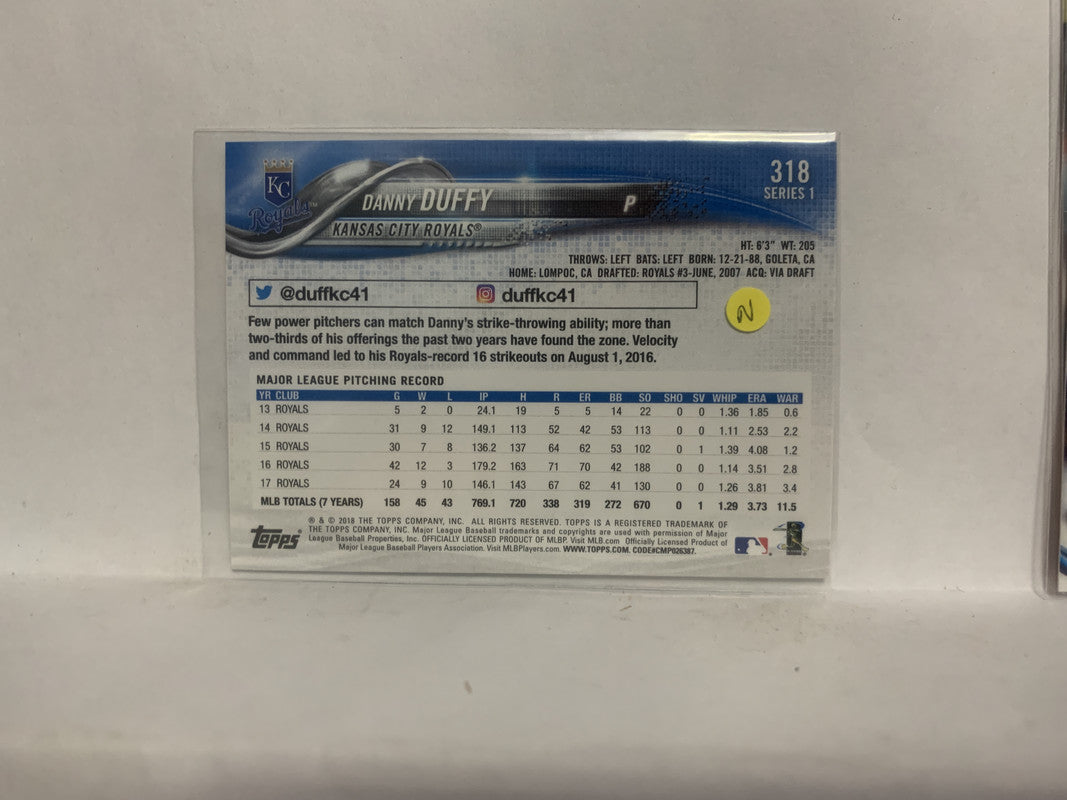 318
SERIES 1
KC
Royals™
DANNY DUFFY P
KANSAS CITY ROYALS®
HT: 6'3" WT: 205
THROWS: LEFT BATS: LEFT BORN: 12-21-88, GOLETA, CA
HOME: LOMPOC, CA DRAFTED: ROYALS #3-JUNE, 2007 ACQ: VIA DRAFT
@duffkc41 duffkc41
N
Few power pitchers can match Danny's strike-throwing ability; more than
two-thirds of his offerings the past two years have found the zone. Velocity
and command led to his Royals-record 16 strikeouts on August 1, 2016.
MAJOR LEAGUE PITCHING RECORD
YR CLUB G W L IP H R ER BB SO SHO SV WHIP ERA WAR
13 ROYALS 5 2 0 24.1 19 5 5 14 22 0 0 1.36 1.85 0.6
14 ROYALS 31 9 12 149.1 113 52 42 53 113 0 0 1.11 2.53 2.2
15 ROYALS 30 7 8 136.2 137 64 62 53 102 0 1 1.39 4.08 1.2
16 ROYALS 42 12 3 179.2 163 71 70 42 188 0 0 1.14 3.51 2.8
17 ROYALS 24 9 10 146.1 143 67 62 41 130 0 0 1.26 3.81 3.4
MLB TOTALS (7 YEARS) 158 45 43 769.1 720 338 319 272 670 0 1 1.29 3.73 11.5
Topps®
® & © 2018 THE TOPPS COMPANY, INC. ALL RIGHTS RESERVED. TOPPS IS A REGISTERED TRADEMARK OF
THE TOPPS COMPANY, INC. Major League Baseball trademarks and copyrights are used with permission of Major
League Baseball Properties, Inc. OFFICIALLY LICENSED PRODUCT OF MLBP. Visit MLB.com Officially Licensed Product of
Major League Baseball Players Association. Visit MLBPlayers.com. WWW.TOPPS.COM. CODE#CMP026387.